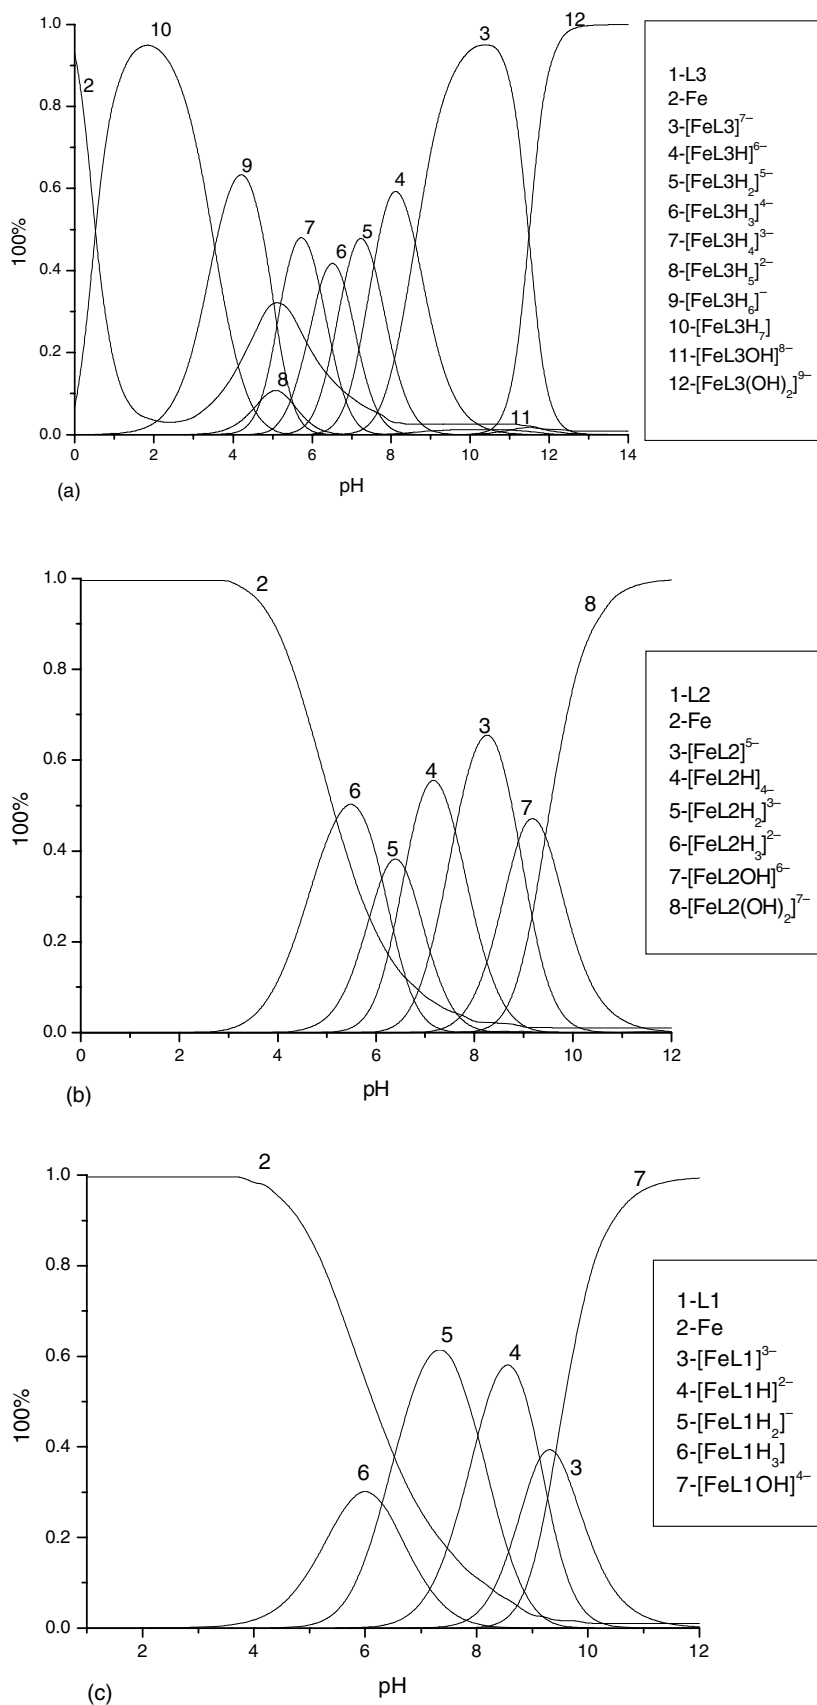 1.0
0.8
0.6
0.4
0.2
0.0
100%
2
10
9
8
7
6
5
4
3
11
12
0 2 4 6 8 10 12 14
pH
(a)
1-L3
2-Fe
3-[FeL3]⁷⁻
4-[FeL3H]⁶⁻
5-[FeL3H₂]⁵⁻
6-[FeL3H₃]⁴⁻
7-[FeL3H₄]³⁻
8-[FeL3H₅]²⁻
9-[FeL3H₆]⁻
10-[FeL3H₇]
11-[FeL3OH]⁸⁻
12-[FeL3(OH)₂]⁹⁻
1.0
0.8
0.6
0.4
0.2
0.0
100%
2
6
5
4
3
7
8
0 2 4 6 8 10 12
pH
(b)
1-L2
2-Fe
3-[FeL2]⁵⁻
4-[FeL2H]₄₋
5-[FeL2H₂]³⁻
6-[FeL2H₃]²⁻
7-[FeL2OH]⁶⁻
8-[FeL2(OH)₂]⁷⁻
1.0
0.8
0.6
0.4
0.2
0.0
100%
2
6
5
4
3
7
2 4 6 8 10 12
pH
(c)
1-L1
2-Fe
3-[FeL1]³⁻
4-[FeL1H]²⁻
5-[FeL1H₂]⁻
6-[FeL1H₃]
7-[FeL1OH]⁴⁻